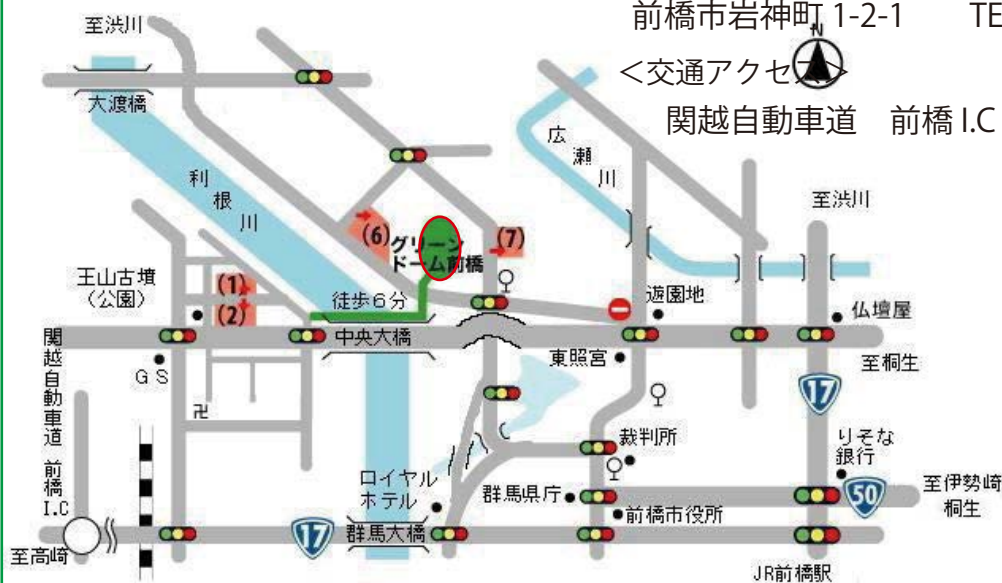 前橋市岩神町 1-2-1 TE
N
＜交通アクセス＞
関越自動車道 前橋 I.C
至渋川
大渡橋
利根川
広瀬川
至渋川
(6)
グリーン
ドーム前橋
(7)
王山古墳
(公園)
(1)
(2)
徒歩6分
遊園地
仏壇屋
中央大橋
至桐生
東照宮
関越自動車道 前橋I.C
GS
卍
17
裁判所
りそな
銀行
ロイヤル
ホテル
群馬県庁
50
至伊勢崎
桐生
前橋市役所
17
群馬大橋
至高崎
JR前橋駅